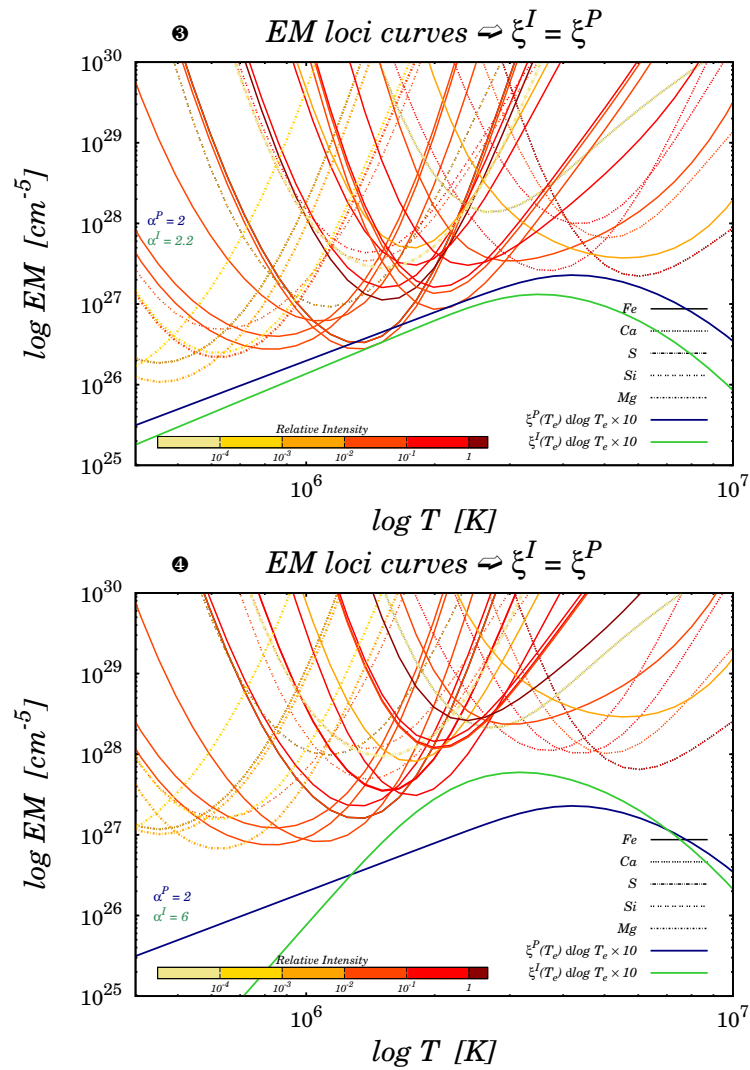 ❸ EM loci curves ➫ ξ^I = ξ^P
log EM [cm^-5]
10^30
10^29
10^28
10^27
10^26
10^25
α^P = 2
α^I = 2.2
Fe
Ca
S
Si
Mg
ξ^P(T_e) dlog T_e × 10
ξ^I(T_e) dlog T_e × 10
Relative Intensity
10^-4 10^-3 10^-2 10^-1 1
10^6 10^7
log T [K]
❹ EM loci curves ➫ ξ^I = ξ^P
log EM [cm^-5]
10^30
10^29
10^28
10^27
10^26
10^25
α^P = 2
α^I = 6
Fe
Ca
S
Si
Mg
ξ^P(T_e) dlog T_e × 10
ξ^I(T_e) dlog T_e × 10
Relative Intensity
10^-4 10^-3 10^-2 10^-1 1
10^6 10^7
log T [K]